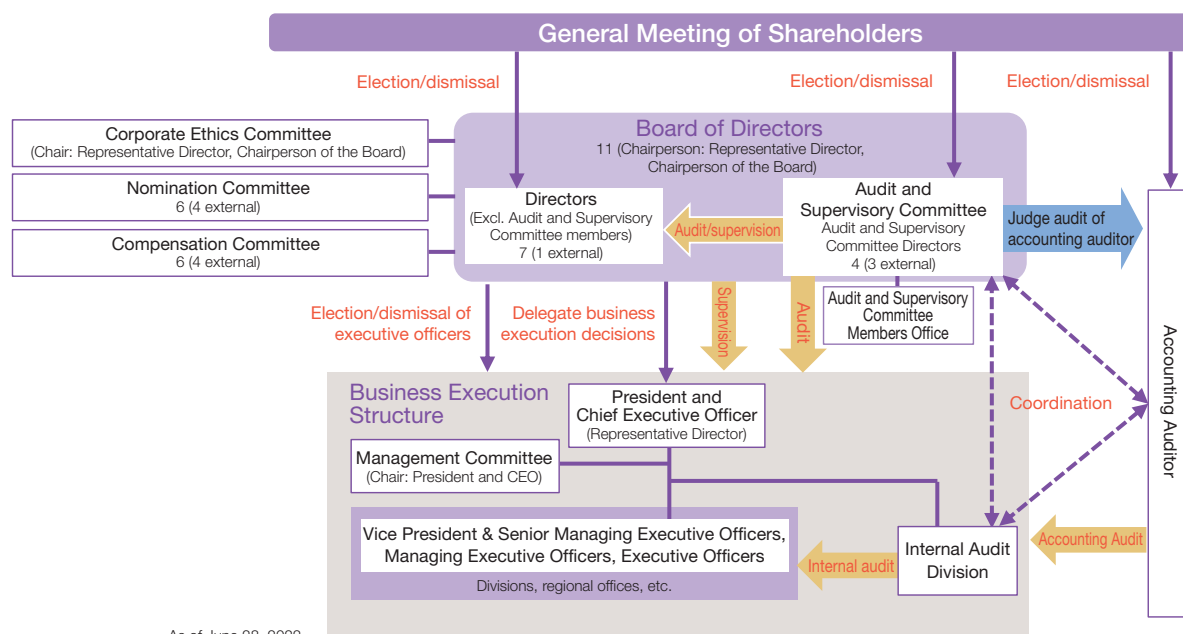 General Meeting of Shareholders
Election/dismissal
Election/dismissal
Election/dismissal
Corporate Ethics Committee
(Chair: Representative Director, Chairperson of the Board)
Nomination Committee
6 (4 external)
Compensation Committee
6 (4 external)
Board of Directors
11 (Chairperson: Representative Director,
Chairperson of the Board)
Directors
(Excl. Audit and Supervisory
Committee members)
7 (1 external)
Audit/supervision
Audit and
Supervisory Committee
Audit and Supervisory
Committee Directors
4 (3 external)
Judge audit of
accounting auditor
Election/dismissal of
executive officers
Delegate business
execution decisions
Supervision
Audit
Audit and Supervisory
Committee
Members Office
Accounting Auditor
Business Execution
Structure
President and
Chief Executive Officer
(Representative Director)
Coordination
Management Committee
(Chair: President and CEO)
Vice President & Senior Managing Executive Officers,
Managing Executive Officers, Executive Officers
Divisions, regional offices, etc.
Internal audit
Internal Audit
Division
Accounting Audit